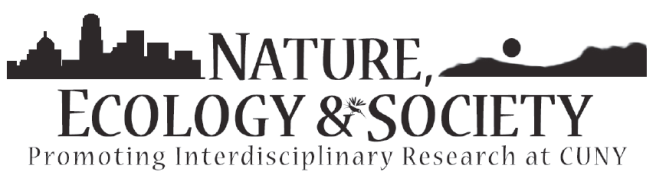 NATURE,
ECOLOGY & SOCIETY
Promoting Interdisciplinary Research at CUNY